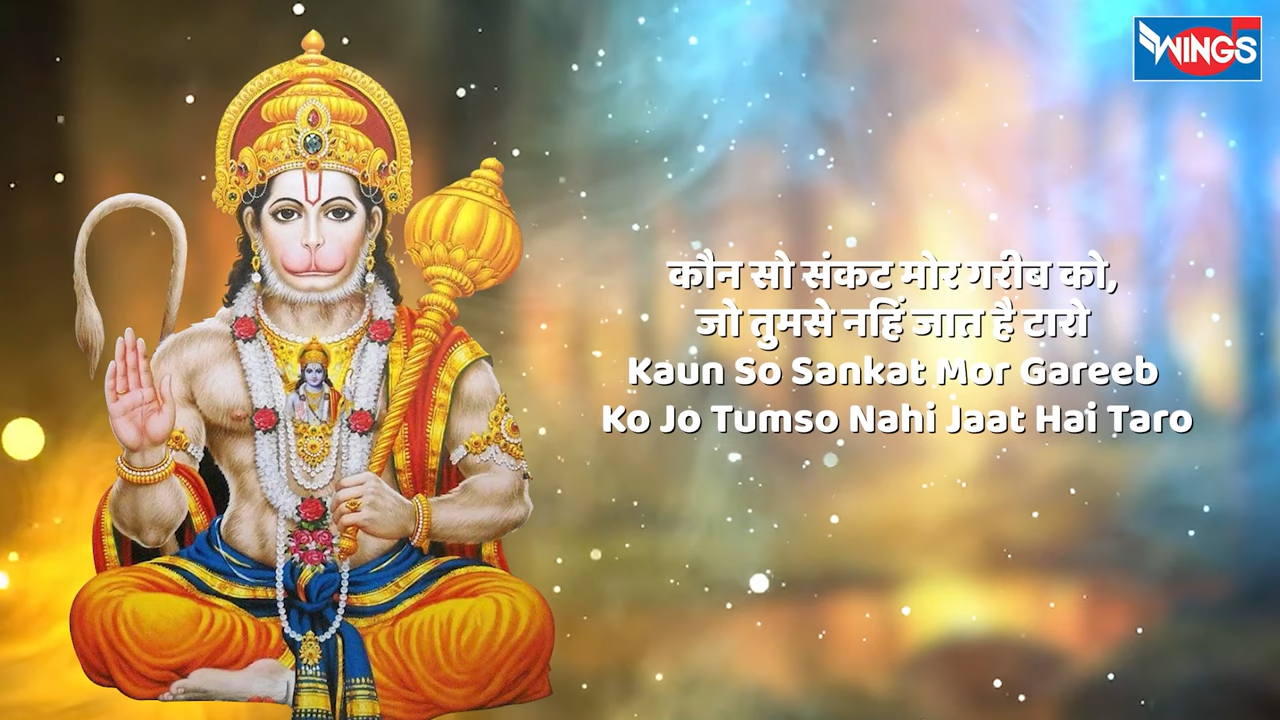 WINGS
कौन सो संकट मोर गरीब को,
जो तुमसे नहिं जात है टारो
Kaun So Sankat Mor Gareeb
Ko Jo Tumso Nahi Jaat Hai Taro